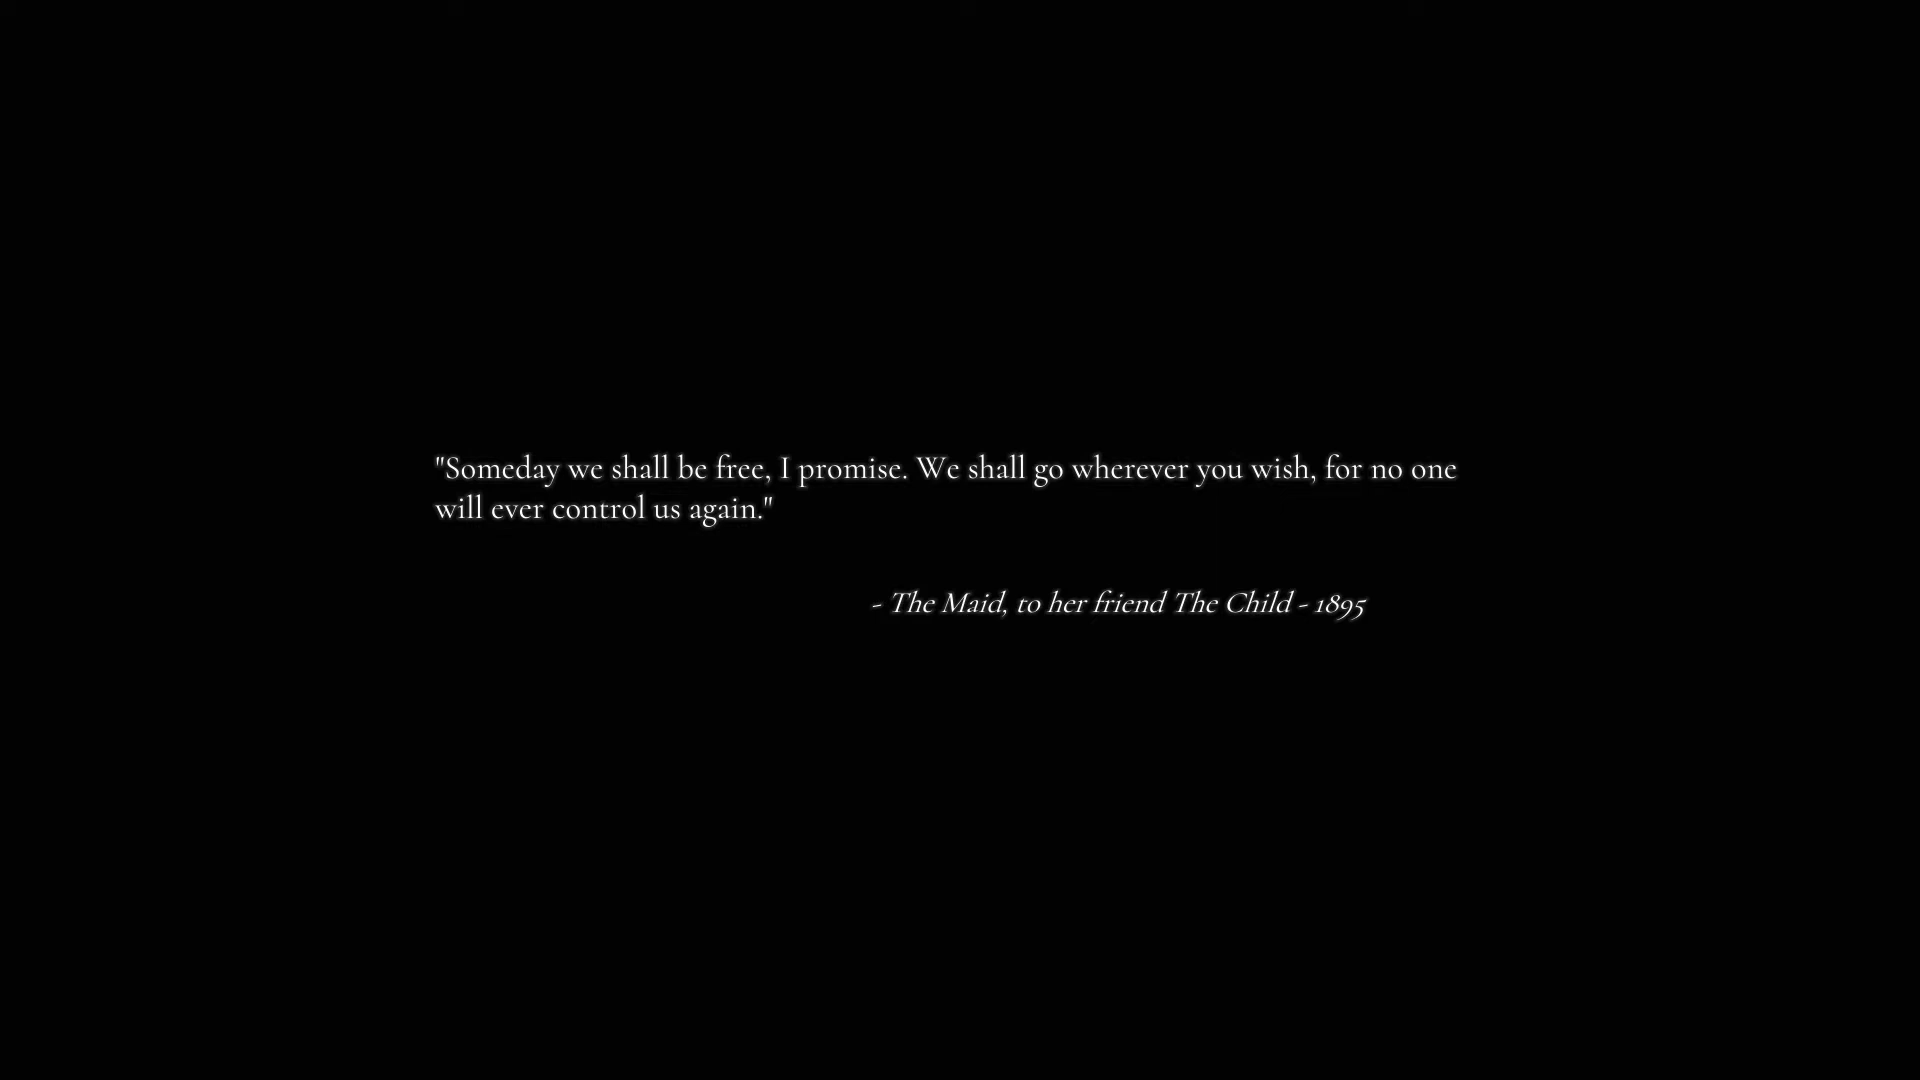 "Someday we shall be free, I promise. We shall go wherever you wish, for no one
will ever control us again."
- The Maid, to her friend The Child - 1895